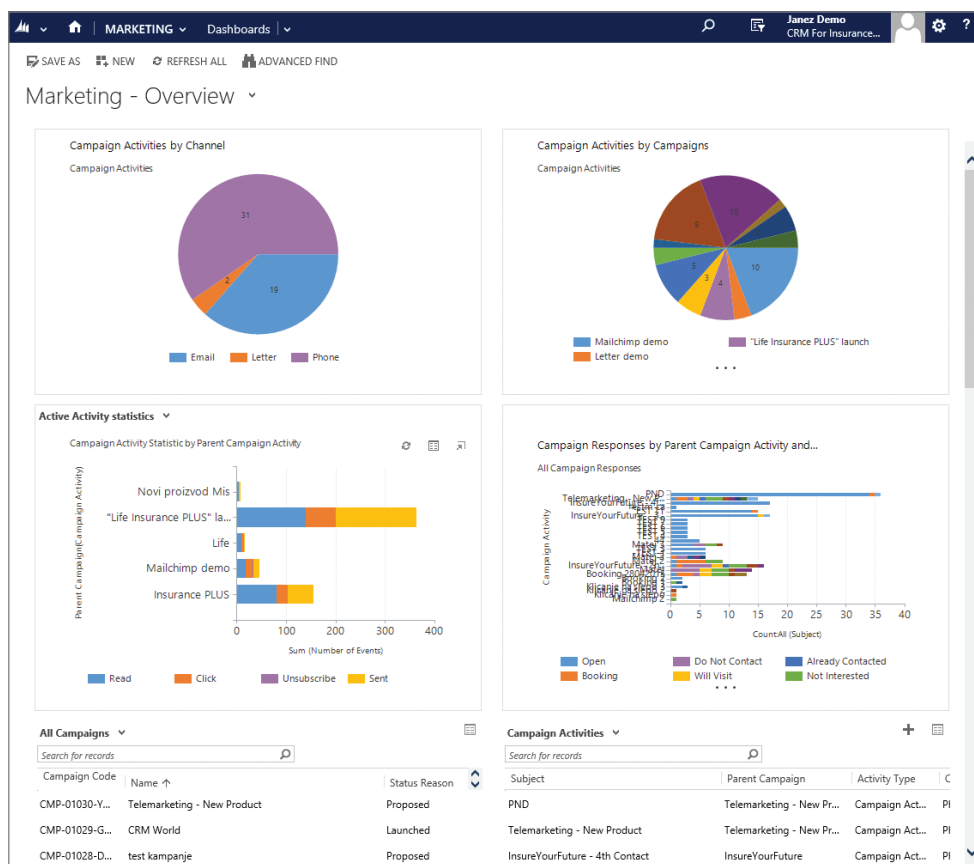 MARKETING Dashboards
Janez Demo
CRM For Insurance...
?
SAVE AS NEW REFRESH ALL ADVANCED FIND
Marketing - Overview
Campaign Activities by Channel
Campaign Activities
31
2
19
Email Letter Phone
Campaign Activities by Campaigns
Campaign Activities
9
10
5
3
4
10
Mailchimp demo "Life Insurance PLUS" launch
Letter demo
...
Active Activity statistics
Campaign Activity Statistic by Parent Campaign Activity
Parent Campaign(Campaign Activity)
Novi proizvod Mis
"Life Insurance PLUS" la...
Life
Mailchimp demo
Insurance PLUS
0 100 200 300 400
Sum (Number of Events)
Read Click Unsubscribe Sent
Campaign Responses by Parent Campaign Activity and...
All Campaign Responses
Campaign Activity
PND
Telemarketing - New
InsureYourFuture
Booking 28042016
Klicanje na slepo
Mailchimp 2
0 5 10 15 20 25 30 35 40
Count:All (Subject)
Open Do Not Contact Already Contacted
Booking Will Visit Not Interested
...
All Campaigns
Search for records
Campaign Code Name Status Reason
CMP-01030-Y... Telemarketing - New Product Proposed
CMP-01029-G... CRM World Launched
CMP-01028-D... test kampanje Proposed
Campaign Activities
Search for records
Subject Parent Campaign Activity Type
PND Telemarketing - New Pr... Campaign Act...
Telemarketing - New Product Telemarketing - New Pr... Campaign Act...
InsureYourFuture - 4th Contact InsureYourFuture Campaign Act...